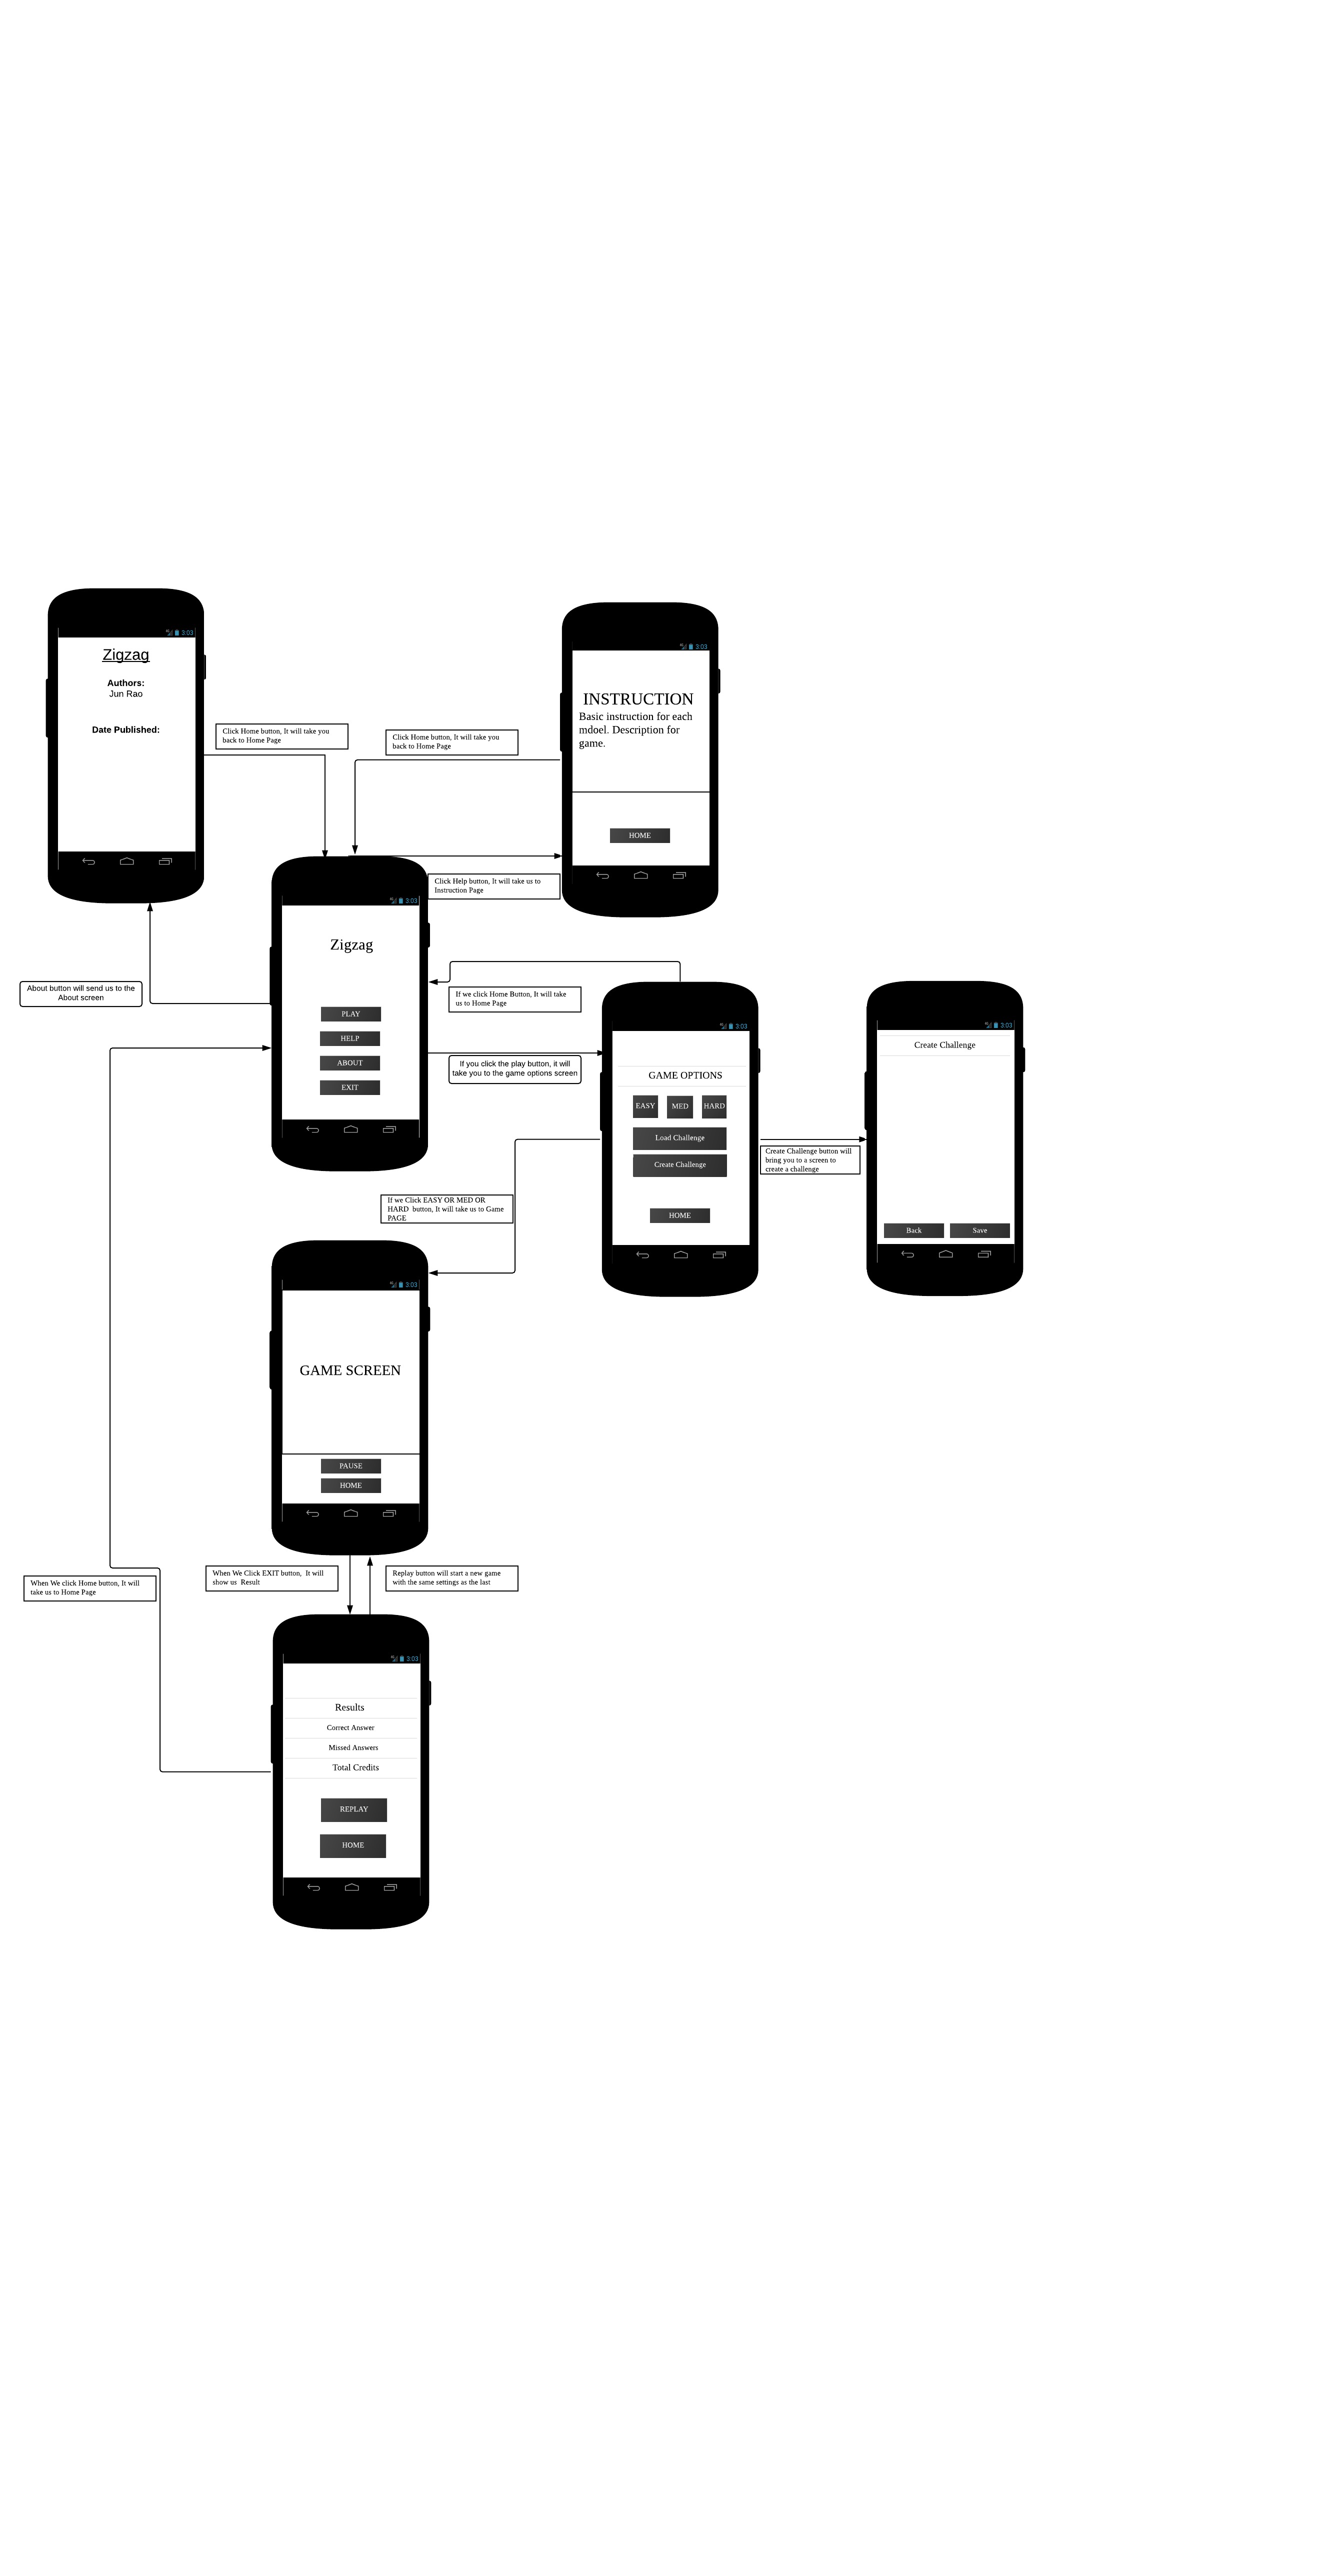 3:03
Zigzag
Authors:
Jun Rao
Date Published:
3:03
INSTRUCTION
Basic instruction for each
mdoel. Description for
game.
HOME
Click Home button, It will take you
back to Home Page
Click Home button, It will take you
back to Home Page
Click Help button, It will take us to
Instruction Page
3:03
Zigzag
PLAY
HELP
ABOUT
EXIT
About button will send us to the
About screen
If we click Home Button, It will take
us to Home Page
If you click the play button, it will
take you to the game options screen
3:03
GAME OPTIONS
EASY
MED
HARD
Load Challenge
Create Challenge
HOME
3:03
Create Challenge
Back
Save
Create Challenge button will
bring you to a screen to
create a challenge
If we Click EASY OR MED OR
HARD button, It will take us to Game
PAGE
3:03
GAME SCREEN
PAUSE
HOME
When We click Home button, It will
take us to Home Page
When We Click EXIT button, It will
show us Result
Replay button will start a new game
with the same settings as the last
3:03
Results
Correct Answer
Missed Answers
Total Credits
REPLAY
HOME